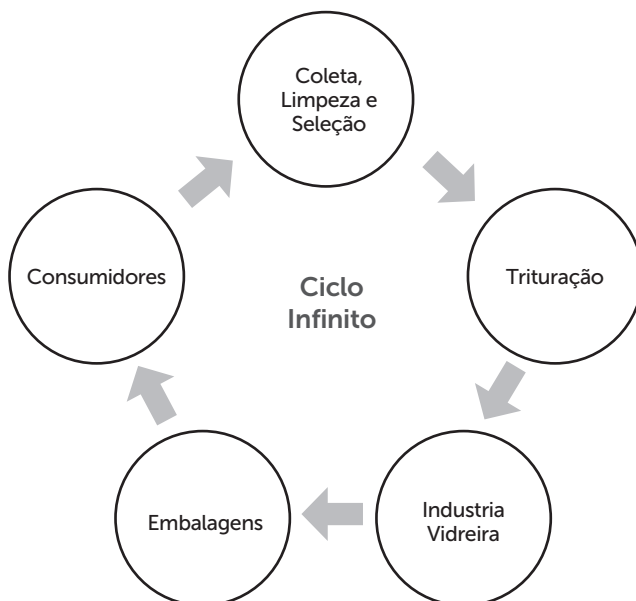 Coleta,
Limpeza e
Seleção
Consumidores
Ciclo
Infinito
Trituração
Embalagens
Industria
Vidreira